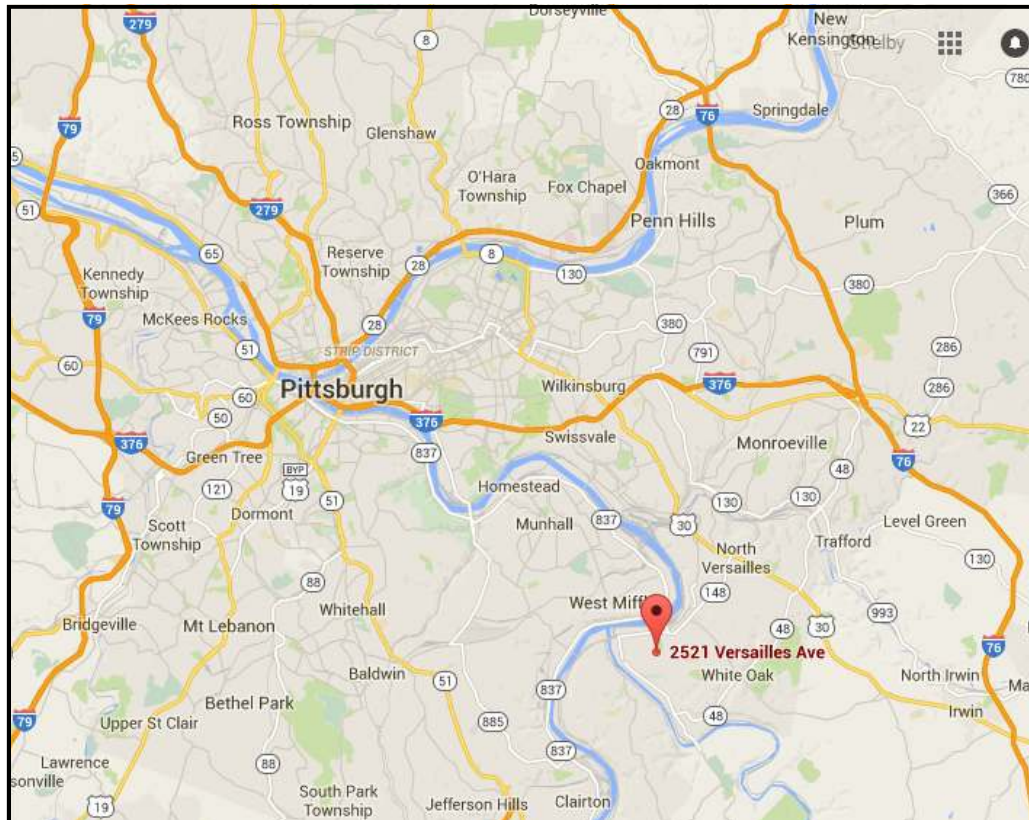 Dorseyville
New
Kensington
Shelby
279
8
780
79
28
76
Springdale
Ross Township
Glenshaw
5
Oakmont
O'Hara
Township
Fox Chapel
366
51
279
Penn Hills
Plum
65
Reserve
Township
8
28
130
Kennedy
Township
380
79
McKees Rocks
28
380
51
STRIP DISTRICT
791
286
60
Pittsburgh
Wilkinsburg
376
286
60
50
376
Swissvale
22
376
Green Tree
837
Monroeville
BYP
19
48
76
121
51
Homestead
79
Dormont
130
130
Munhall
837
30
Level Green
Scott
Township
Trafford
North
Versailles
130
88
148
West Miffl
993
Whitehall
Bridgeville
Mt Lebanon
48
30
76
2521 Versailles Ave
Baldwin
White Oak
North Irwin
51
837
Ma
Bethel Park
79
Upper St Clair
885
48
Irwin
837
Lawrence
sonville
88
19
South Park
Township
Jefferson Hills
Clairton